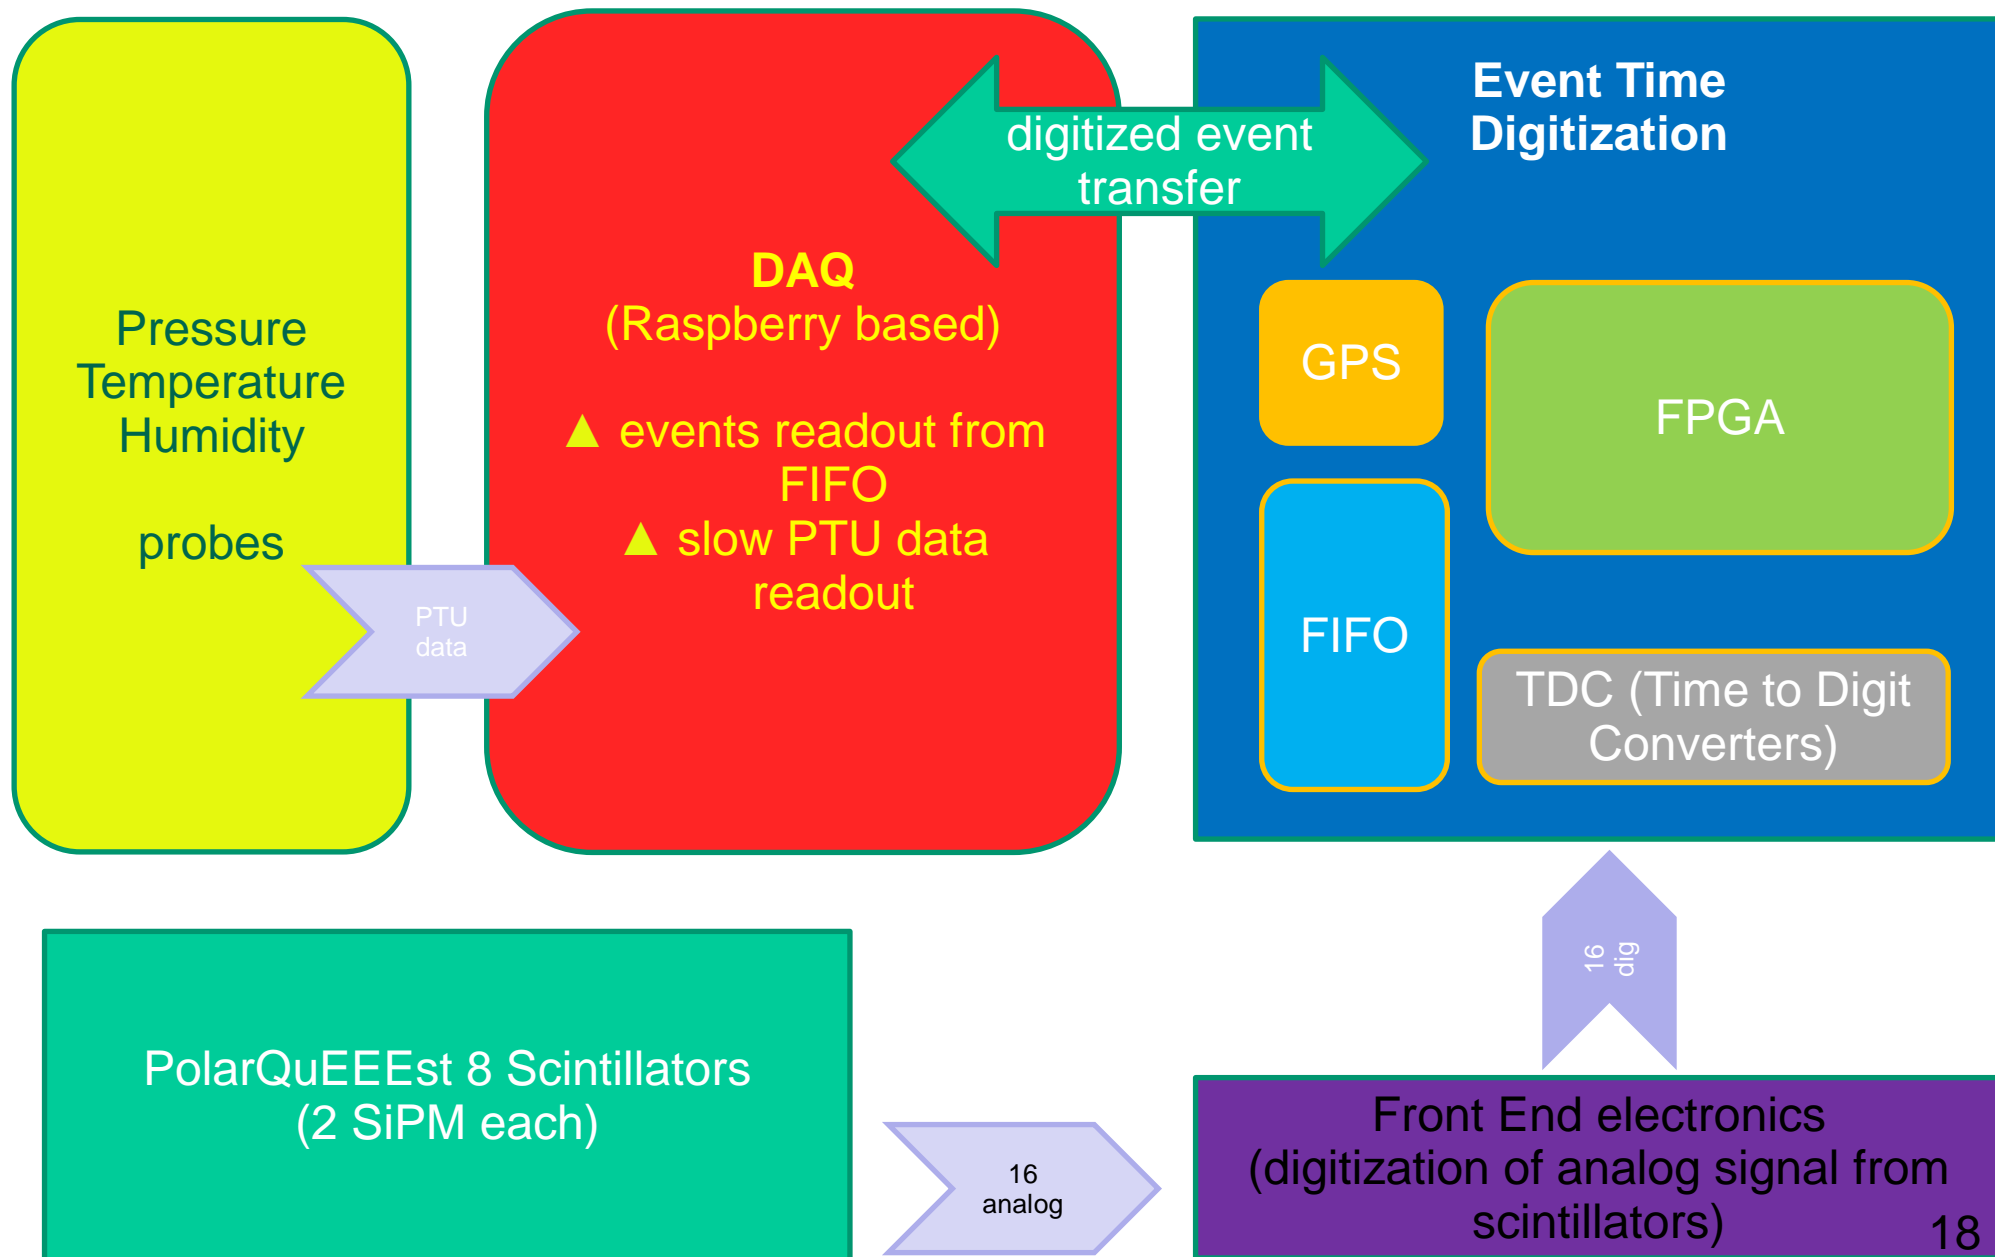 Pressure
Temperature
Humidity
probes
PTU
data
DAQ
(Raspberry based)
▲ events readout from
FIFO
▲ slow PTU data
readout
digitized event
transfer
Event Time
Digitization
GPS
FPGA
FIFO
TDC (Time to Digit
Converters)
16
dig
PolarQuEEEst 8 Scintillators
(2 SiPM each)
16
analog
Front End electronics
(digitization of analog signal from
scintillators)
18